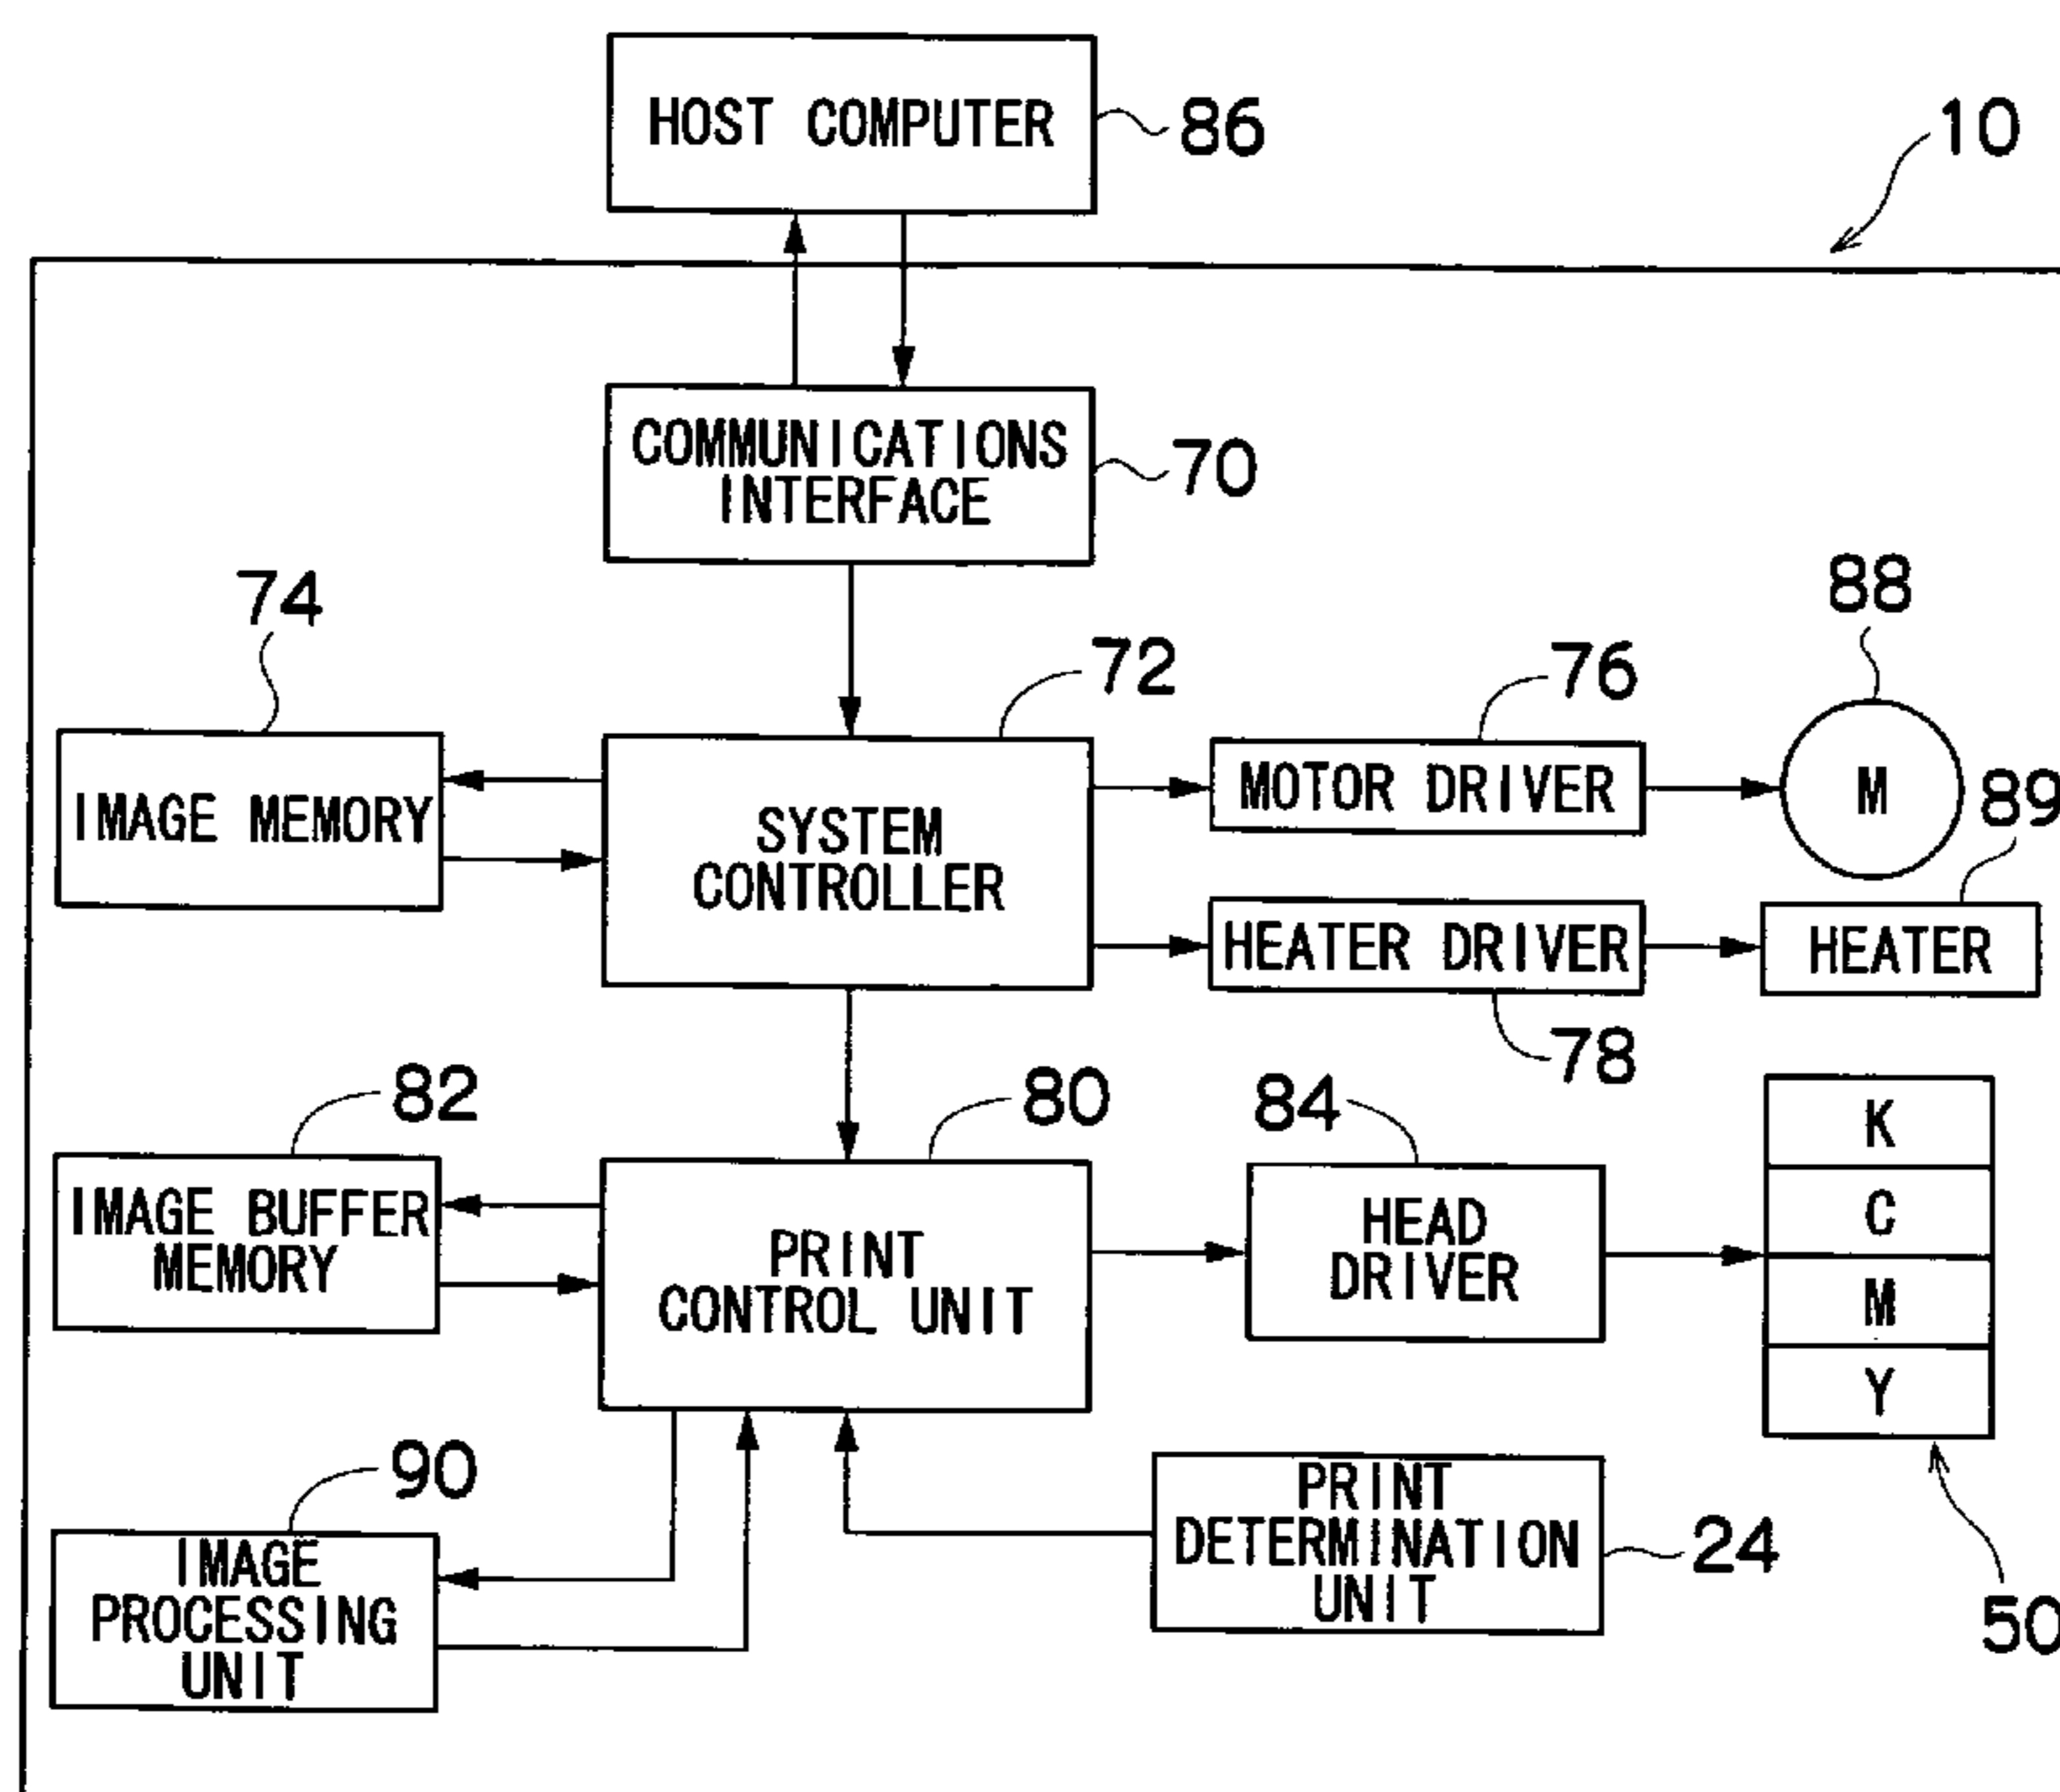 HOST COMPUTER
86
10
COMMUNICATIONS
INTERFACE
70
74
72
76
88
IMAGE MEMORY
SYSTEM
CONTROLLER
MOTOR DRIVER
M
89
HEATER DRIVER
HEATER
78
82
80
84
IMAGE BUFFER
MEMORY
PRINT
CONTROL UNIT
HEAD
DRIVER
K
C
M
Y
90
IMAGE
PROCESSING
UNIT
PRINT
DETERMINATION
UNIT
24
50